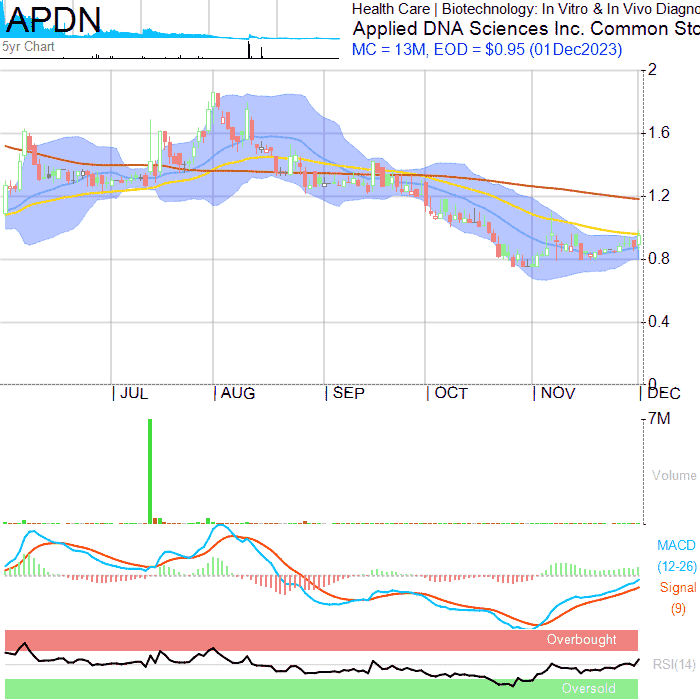 APDN
5yr Chart
Health Care | Biotechnology: In Vitro & In Vivo Diagno
Applied DNA Sciences Inc. Common Sto
MC = 13M, EOD = $0.95 (01Dec2023)
2
1.6
1.2
0.8
0.4
0
JUL AUG SEP OCT NOV DEC
7M
Volume
MACD
(12-26)
Signal
(9)
Overbought
RSI(14)
Oversold